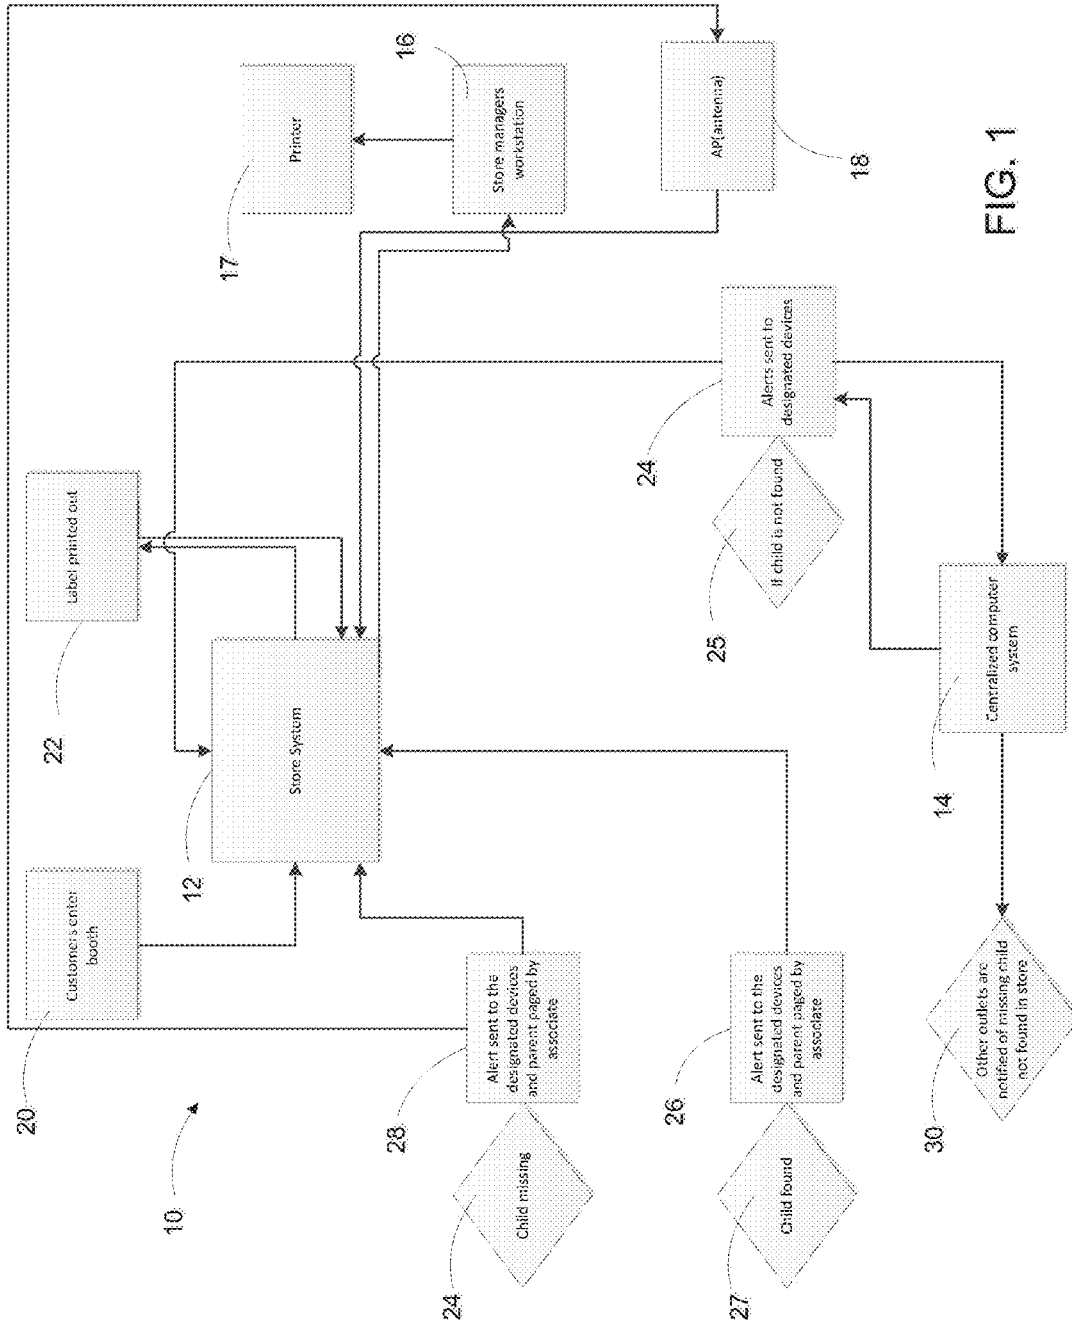 20
Customers enter
booth
12
Store System
22
Label printed out
17
Printer
16
Store managers
workstation
10
24
Child missing
28
Alert sent to the
designated devices
and parent paged by
associate
27
Child found
26
Alert sent to the
designated devices
and parent paged by
associate
25
If child is not found
24
Alerts sent to
designated devices
18
AP(antenna)
30
Other outlets are
notified of missing child
not found in store
14
Centralized computer
system
FIG. 1